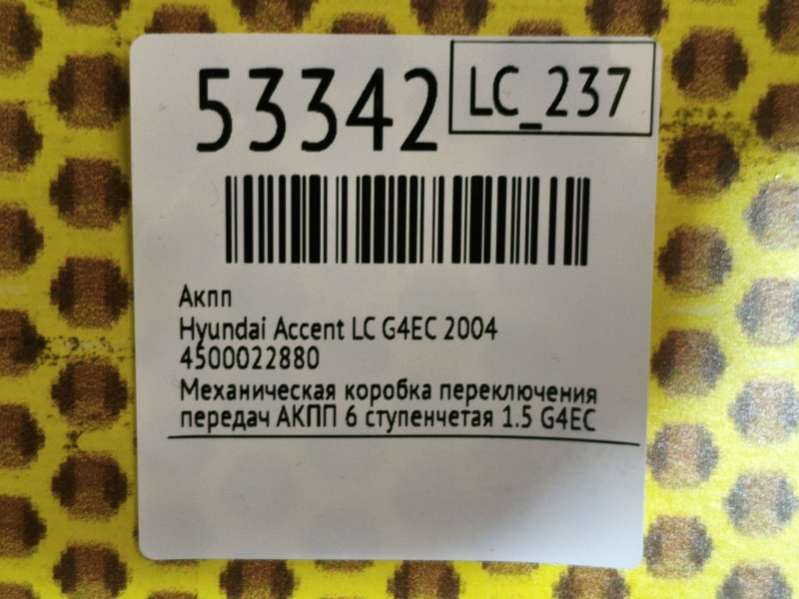 53342
LC_237
Акпп
Hyundai Accent LC G4EC 2004
4500022880
Механическая коробка переключения
передач АКПП 6 ступенчетая 1.5 G4EC